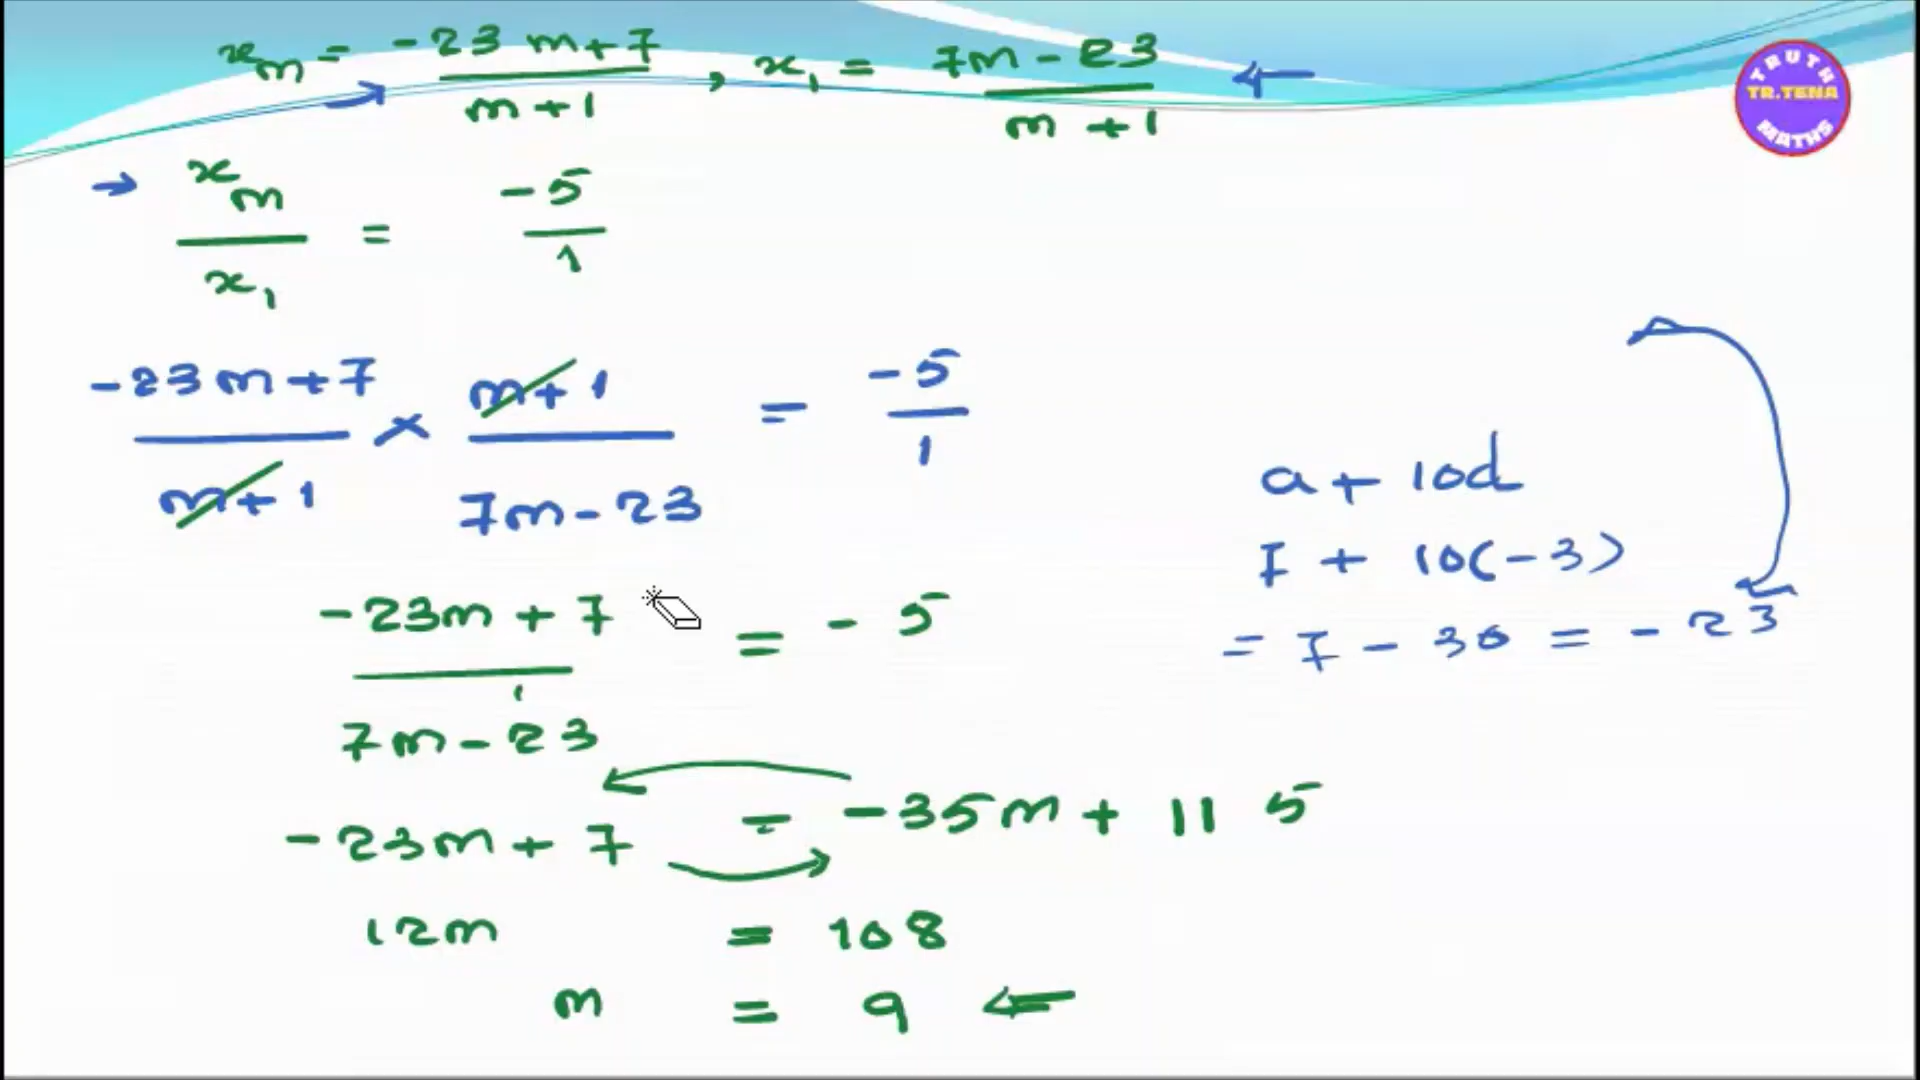 xₘ = -23m+7 / m+1 , x₁ = 7m-23 / m+1
TRUTH
TR.TENA
MATHS
xₘ / x₁ = -5 / 1
-23m+7 / m+1 × m+1 / 7m-23 = -5 / 1
a + 10d
7 + 10(-3)
= 7 - 30 = -23
-23m + 7 / 7m-23 = -5
-23m + 7 = -35m + 115
12m = 108
m = 9